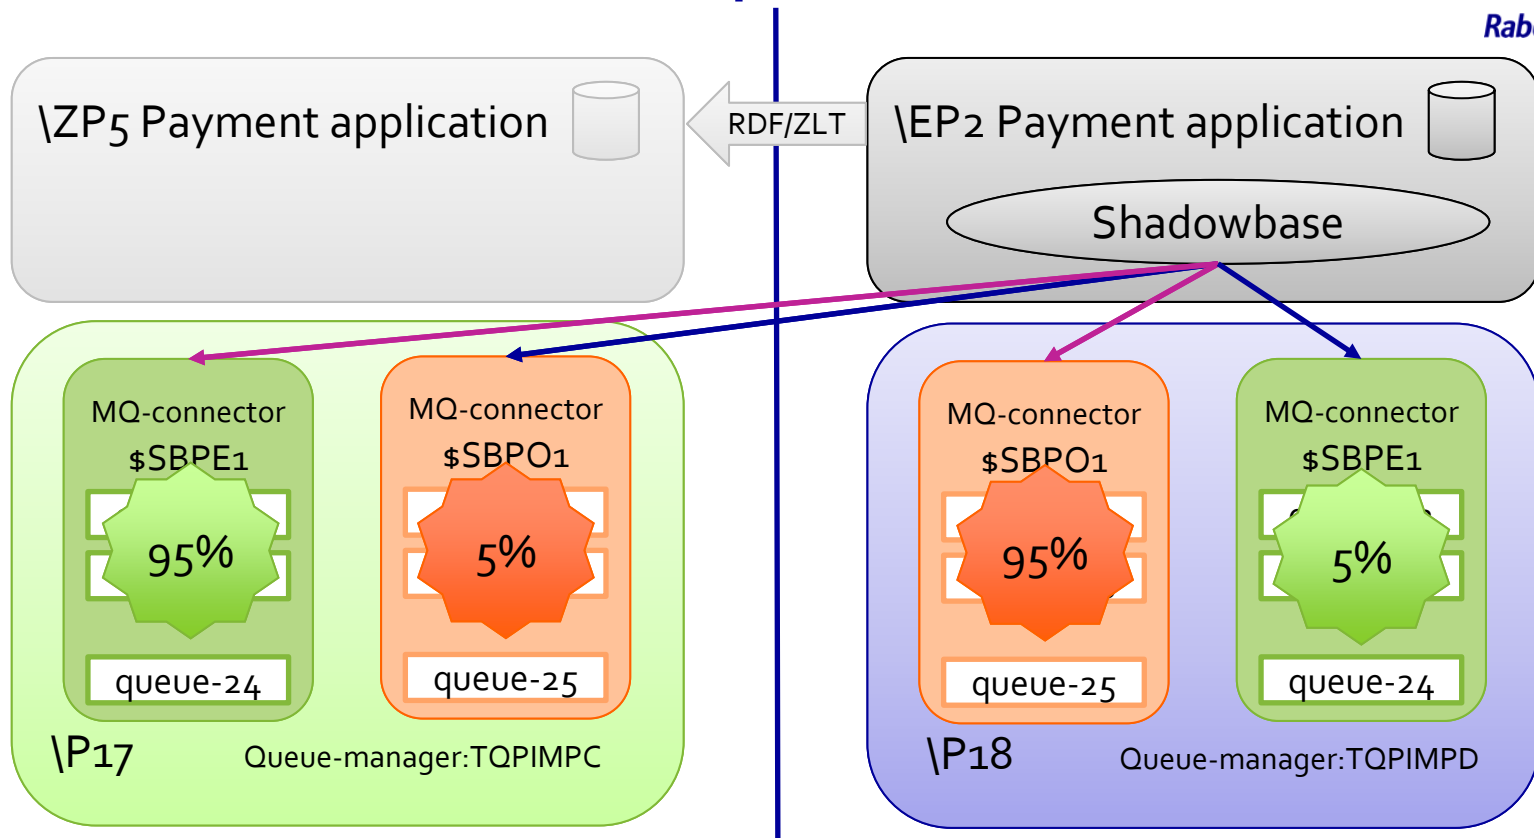 \ZP5 Payment application
RDF/ZLT
\EP2 Payment application
Shadowbase
MQ-connector
$SBPE1
95%
queue-24
MQ-connector
$SBPO1
5%
queue-25
\P17
Queue-manager:TQPIMPC
MQ-connector
$SBPO1
95%
queue-25
MQ-connector
$SBPE1
5%
queue-24
\P18
Queue-manager:TQPIMPD